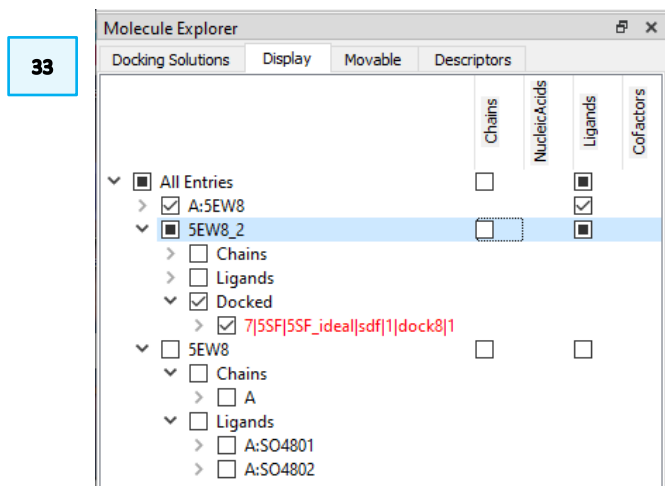 33
Molecule Explorer
Docking Solutions Display Movable Descriptors
Chains NucleicAcids Ligands Cofactors
All Entries
A:5EW8
5EW8_2
Chains
Ligands
Docked
7|5SF|5SF_ideal|sdf|1|dock8|1
5EW8
Chains
A
Ligands
A:SO4801
A:SO4802